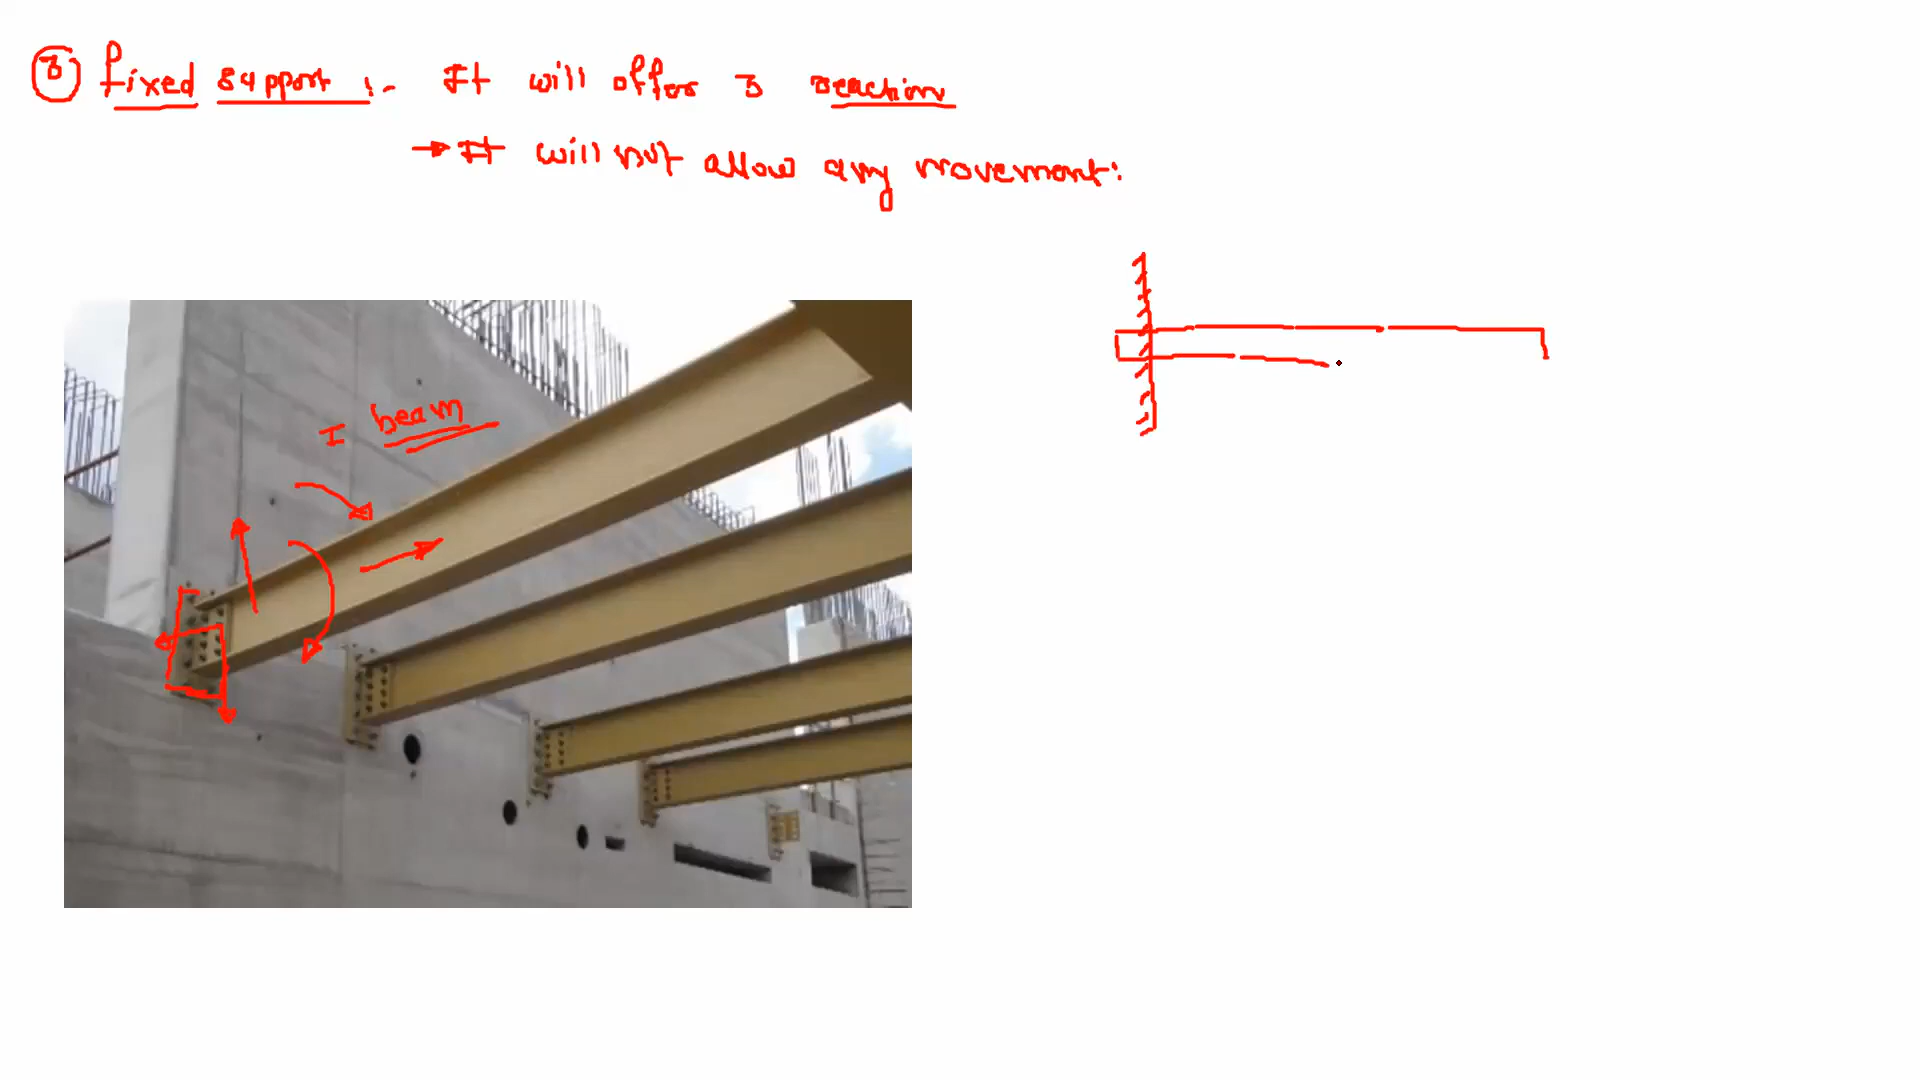 ③ fixed support :- It will offer 3 reaction
→ It will not allow any movement:
I beam